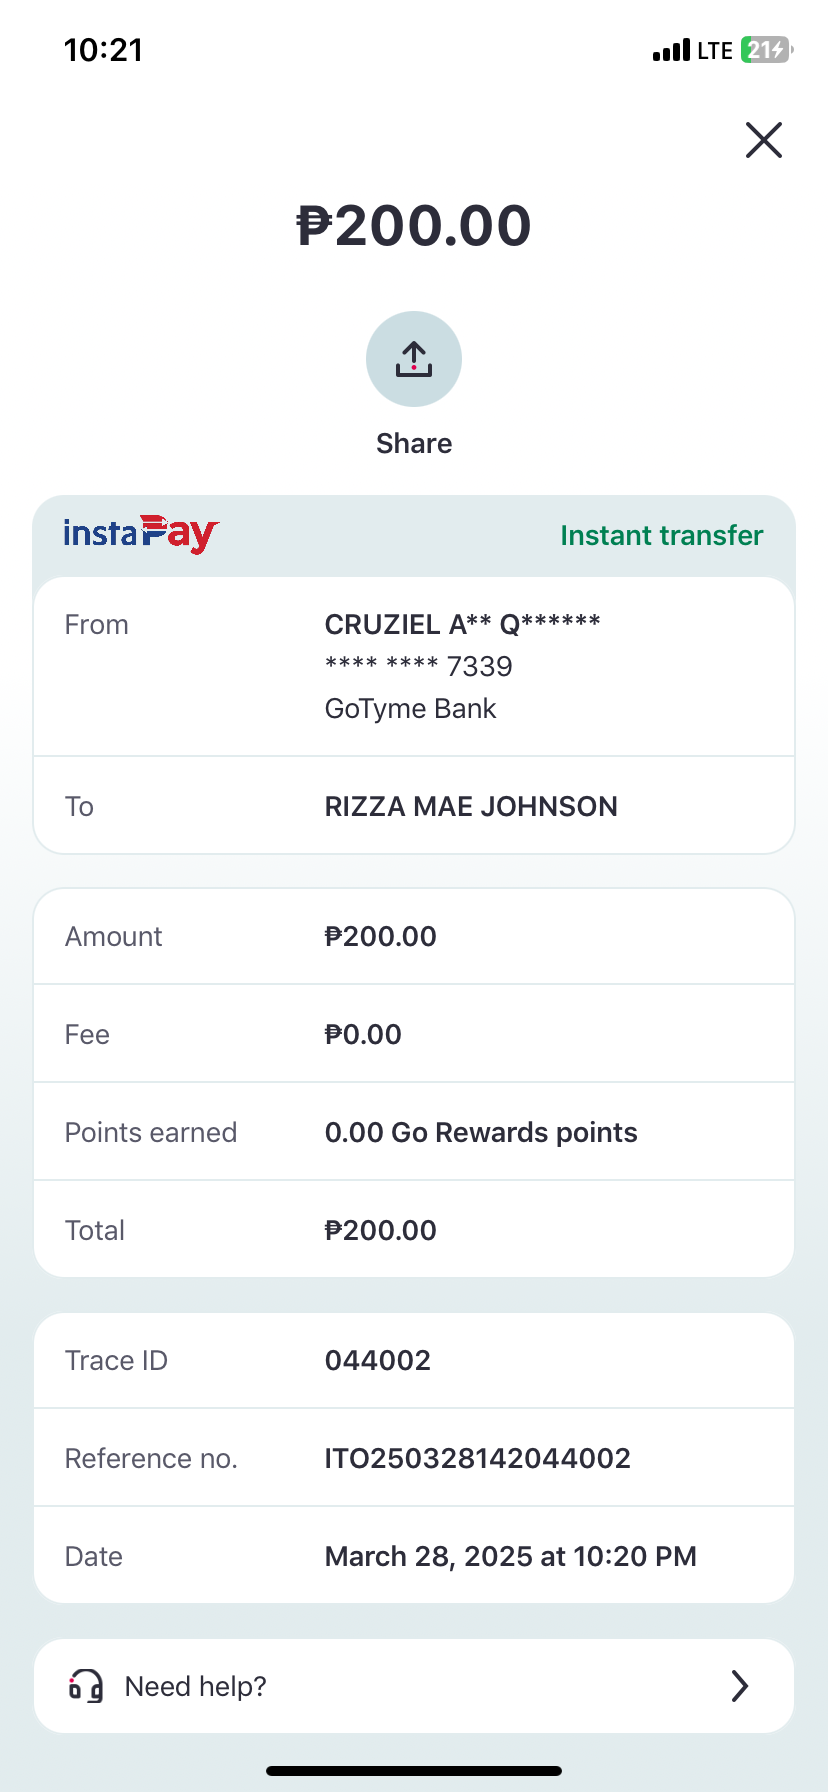 10:21
LTE 21
₱200.00
Share
instaPay
Instant transfer
From
CRUZIEL A** Q******
**** **** 7339
GoTyme Bank
To
RIZZA MAE JOHNSON
Amount
₱200.00
Fee
₱0.00
Points earned
0.00 Go Rewards points
Total
₱200.00
Trace ID
044002
Reference no.
ITO250328142044002
Date
March 28, 2025 at 10:20 PM
Need help?